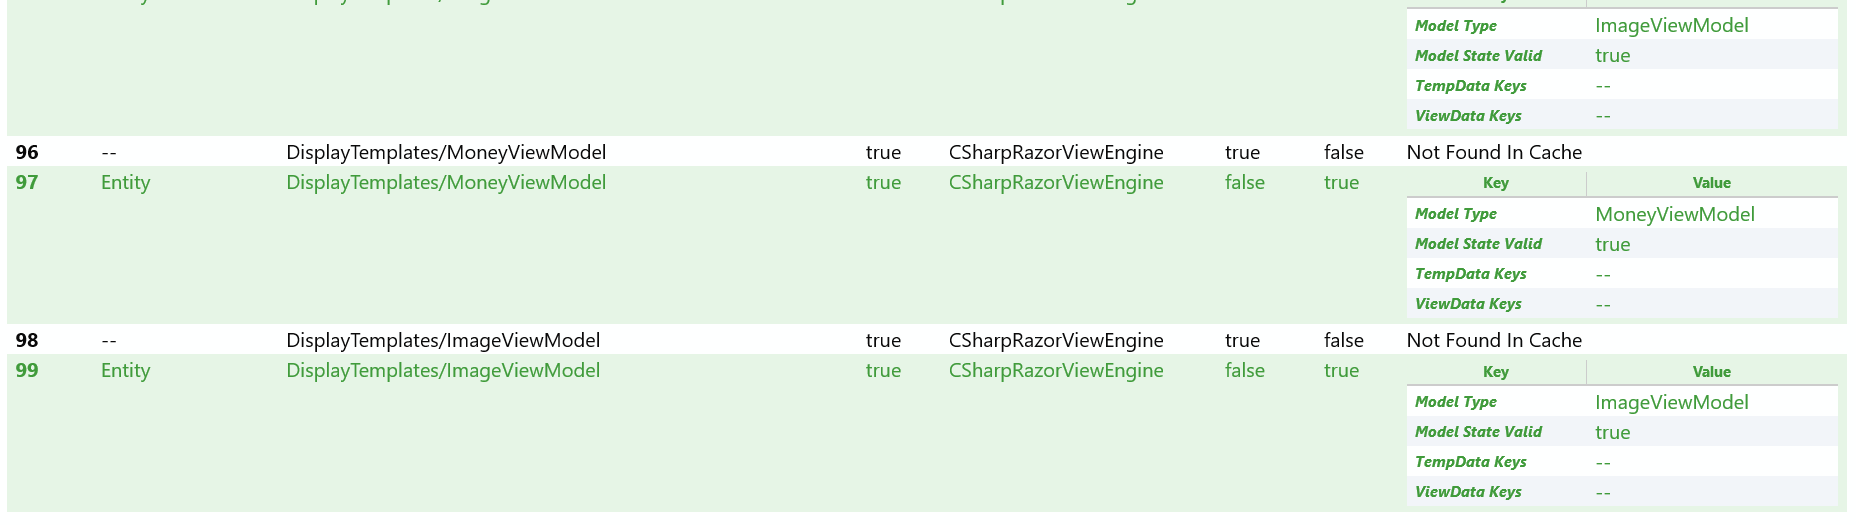 Model Type ImageViewModel
Model State Valid true
TempData Keys --
ViewData Keys --
96 -- DisplayTemplates/MoneyViewModel true CSharpRazorViewEngine true false Not Found In Cache
97 Entity DisplayTemplates/MoneyViewModel true CSharpRazorViewEngine false true Key Value
Model Type MoneyViewModel
Model State Valid true
TempData Keys --
ViewData Keys --
98 -- DisplayTemplates/ImageViewModel true CSharpRazorViewEngine true false Not Found In Cache
99 Entity DisplayTemplates/ImageViewModel true CSharpRazorViewEngine false true Key Value
Model Type ImageViewModel
Model State Valid true
TempData Keys --
ViewData Keys --